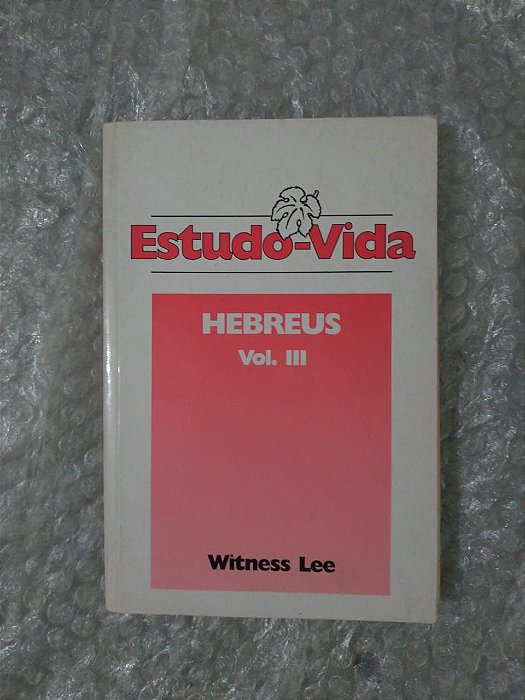 Estudo-Vida
HEBREUS
Vol. III
Witness Lee